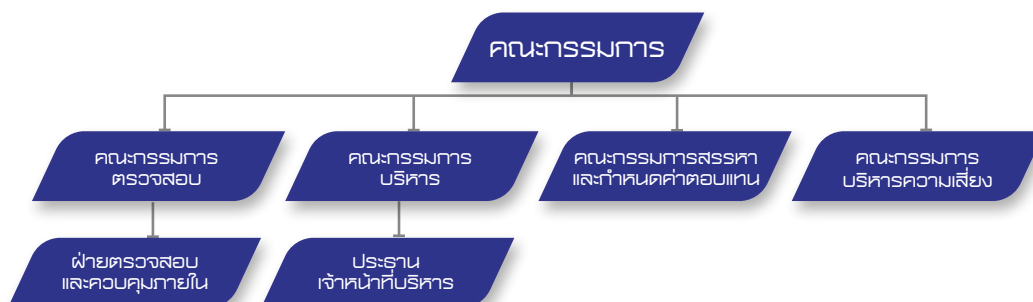 คณะกรรมการ
คณะกรรมการ
ตรวจสอบ
คณะกรรมการ
บริหาร
คณะกรรมการสรรหา
และกำหนดค่าตอบแทน
คณะกรรมการ
บริหารความเสี่ยง
ฝ่ายตรวจสอบ
และควบคุมภายใน
ประธาน
เจ้าหน้าที่บริหาร